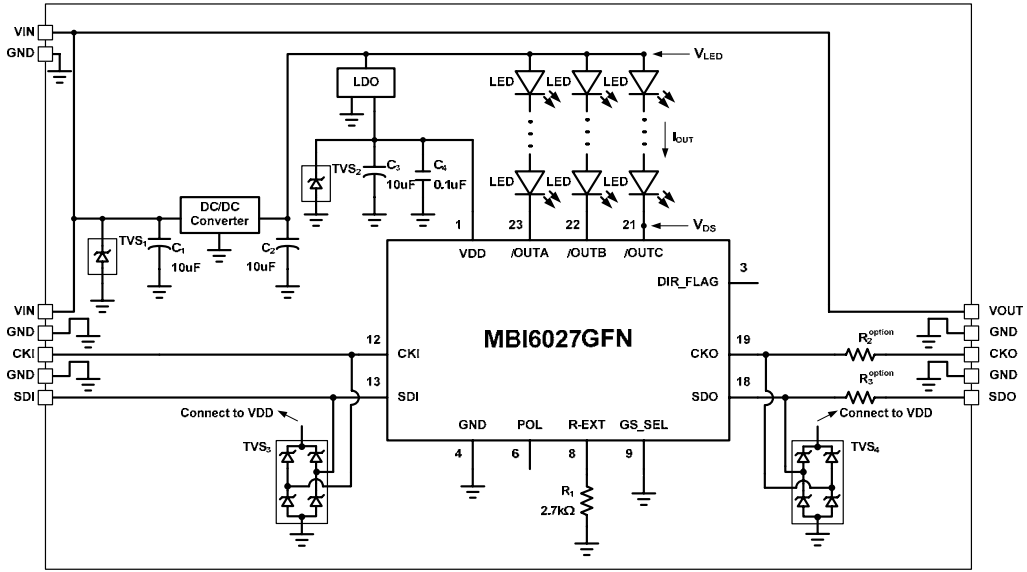 VIN
GND
V_LED
LDO
LED LED LED
I_OUT
TVS₂
C₃
10uF
C₄
0.1uF
LED LED LED
DC/DC
Converter
1 23 22 21
V_DS
TVS₁
C₁
10uF
C₂
10uF
VDD /OUTA /OUTB /OUTC
3
DIR_FLAG
VIN
GND
CKI
GND
SDI
MBI6027GFN
12
CKI
13
SDI
19
CKO
18
SDO
R₂option
R₃option
VOUT
GND
CKO
GND
SDO
Connect to VDD
TVS₃
GND POL R-EXT GS_SEL
4 6 8 9
R₁
2.7kΩ
Connect to VDD
TVS₄